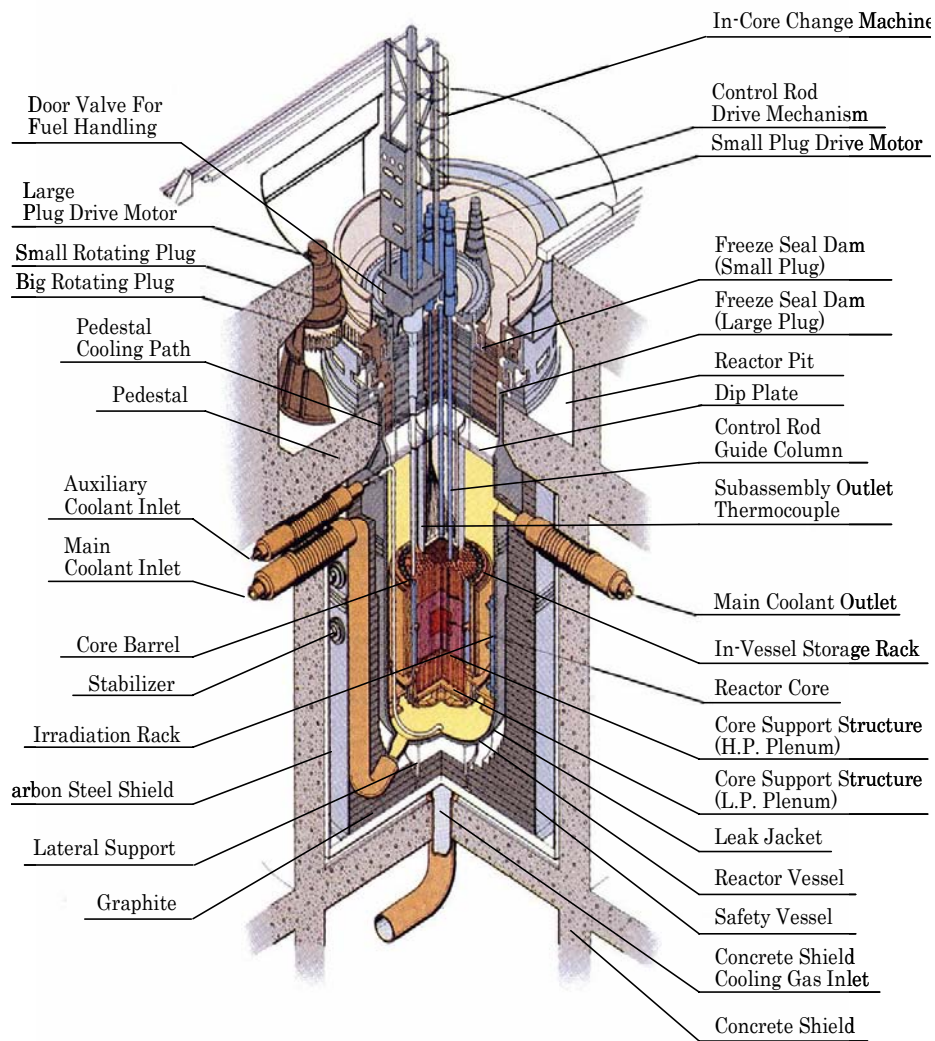 In-Core Change Machine
Door Valve For
Fuel Handling
Control Rod
Drive Mechanism
Small Plug Drive Motor
Large
Plug Drive Motor
Small Rotating Plug
Big Rotating Plug
Freeze Seal Dam
(Small Plug)
Freeze Seal Dam
(Large Plug)
Pedestal
Cooling Path
Reactor Pit
Pedestal
Dip Plate
Control Rod
Guide Column
Auxiliary
Coolant Inlet
Subassembly Outlet
Thermocouple
Main
Coolant Inlet
Main Coolant Outlet
Core Barrel
In-Vessel Storage Rack
Stabilizer
Reactor Core
Irradiation Rack
Core Support Structure
(H.P. Plenum)
arbon Steel Shield
Core Support Structure
(L.P. Plenum)
Lateral Support
Leak Jacket
Graphite
Reactor Vessel
Safety Vessel
Concrete Shield
Cooling Gas Inlet
Concrete Shield